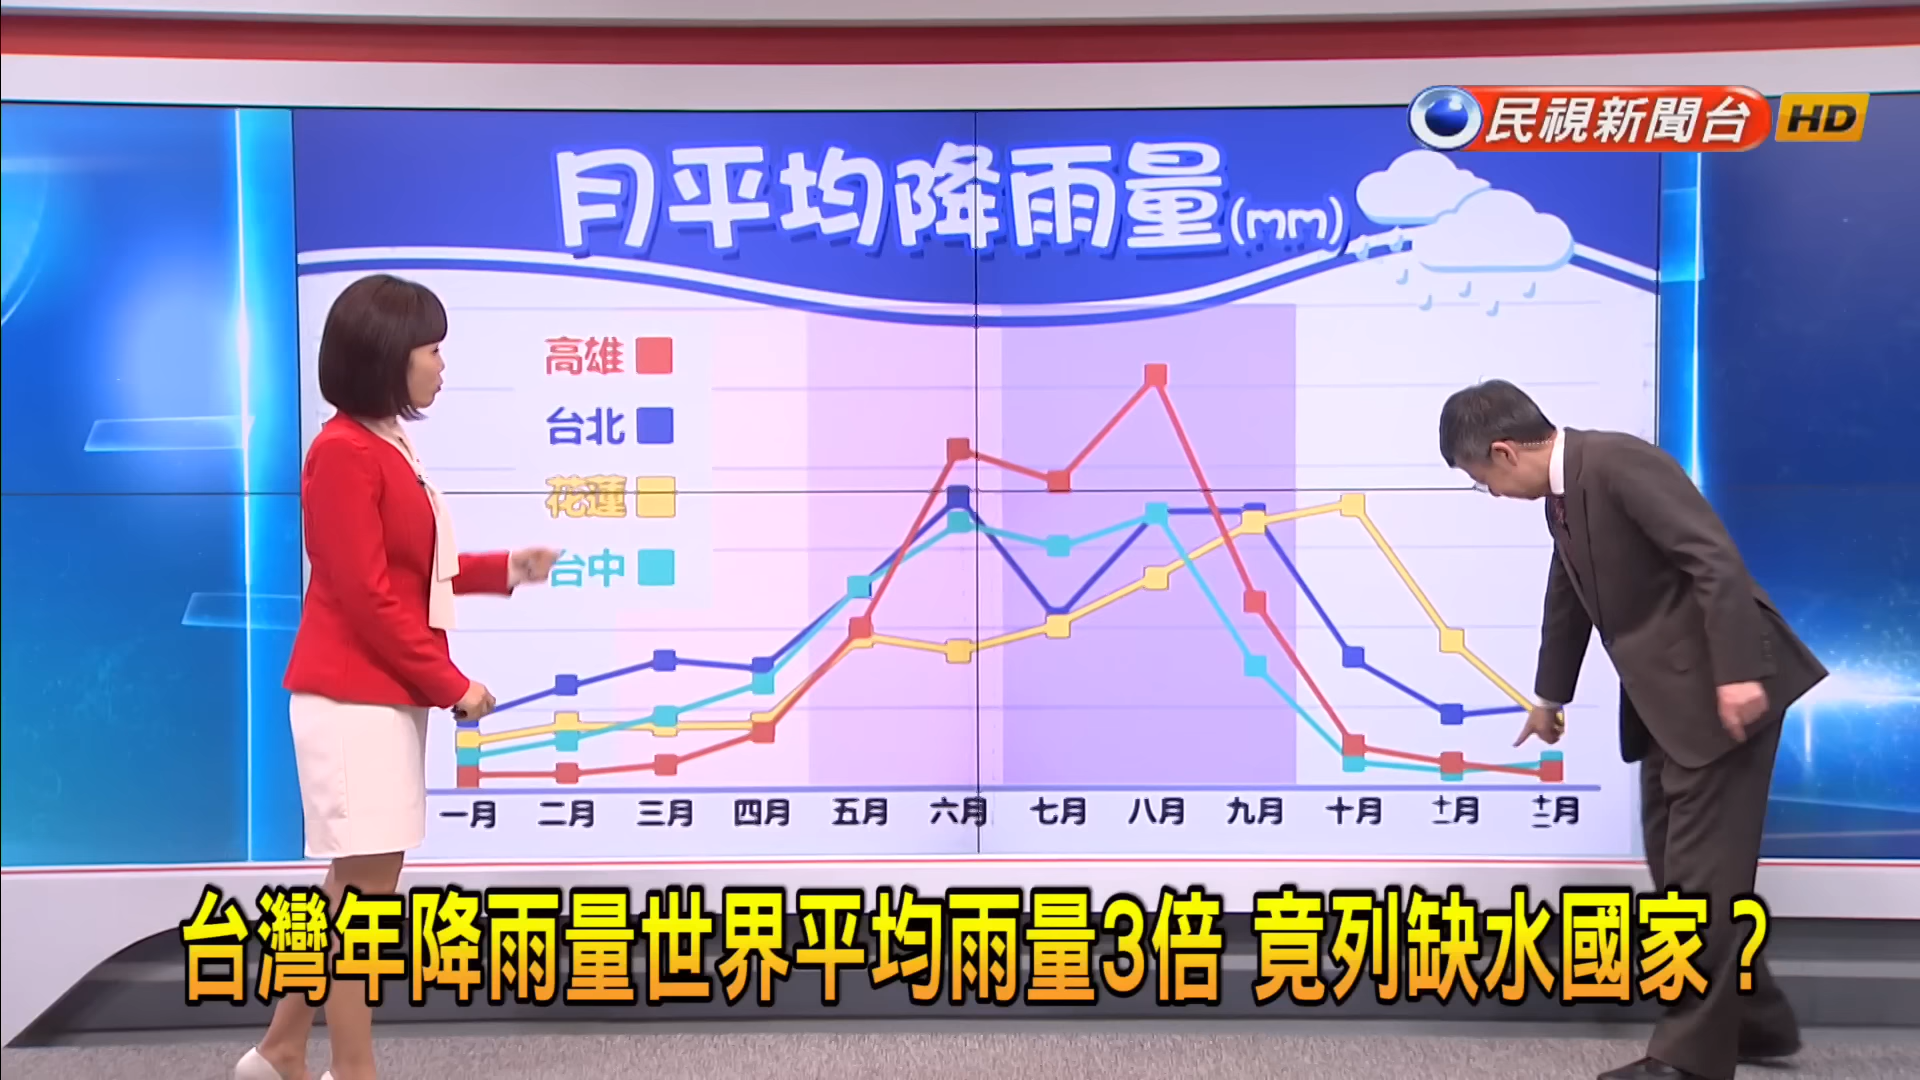 民視新聞台 HD
月平均降雨量(mm)
高雄
台北
花蓮
台中
一月 二月 三月 四月 五月 六月 七月 八月 九月 十月 十一月 十二月
台灣年降雨量世界平均雨量3倍 竟列缺水國家？